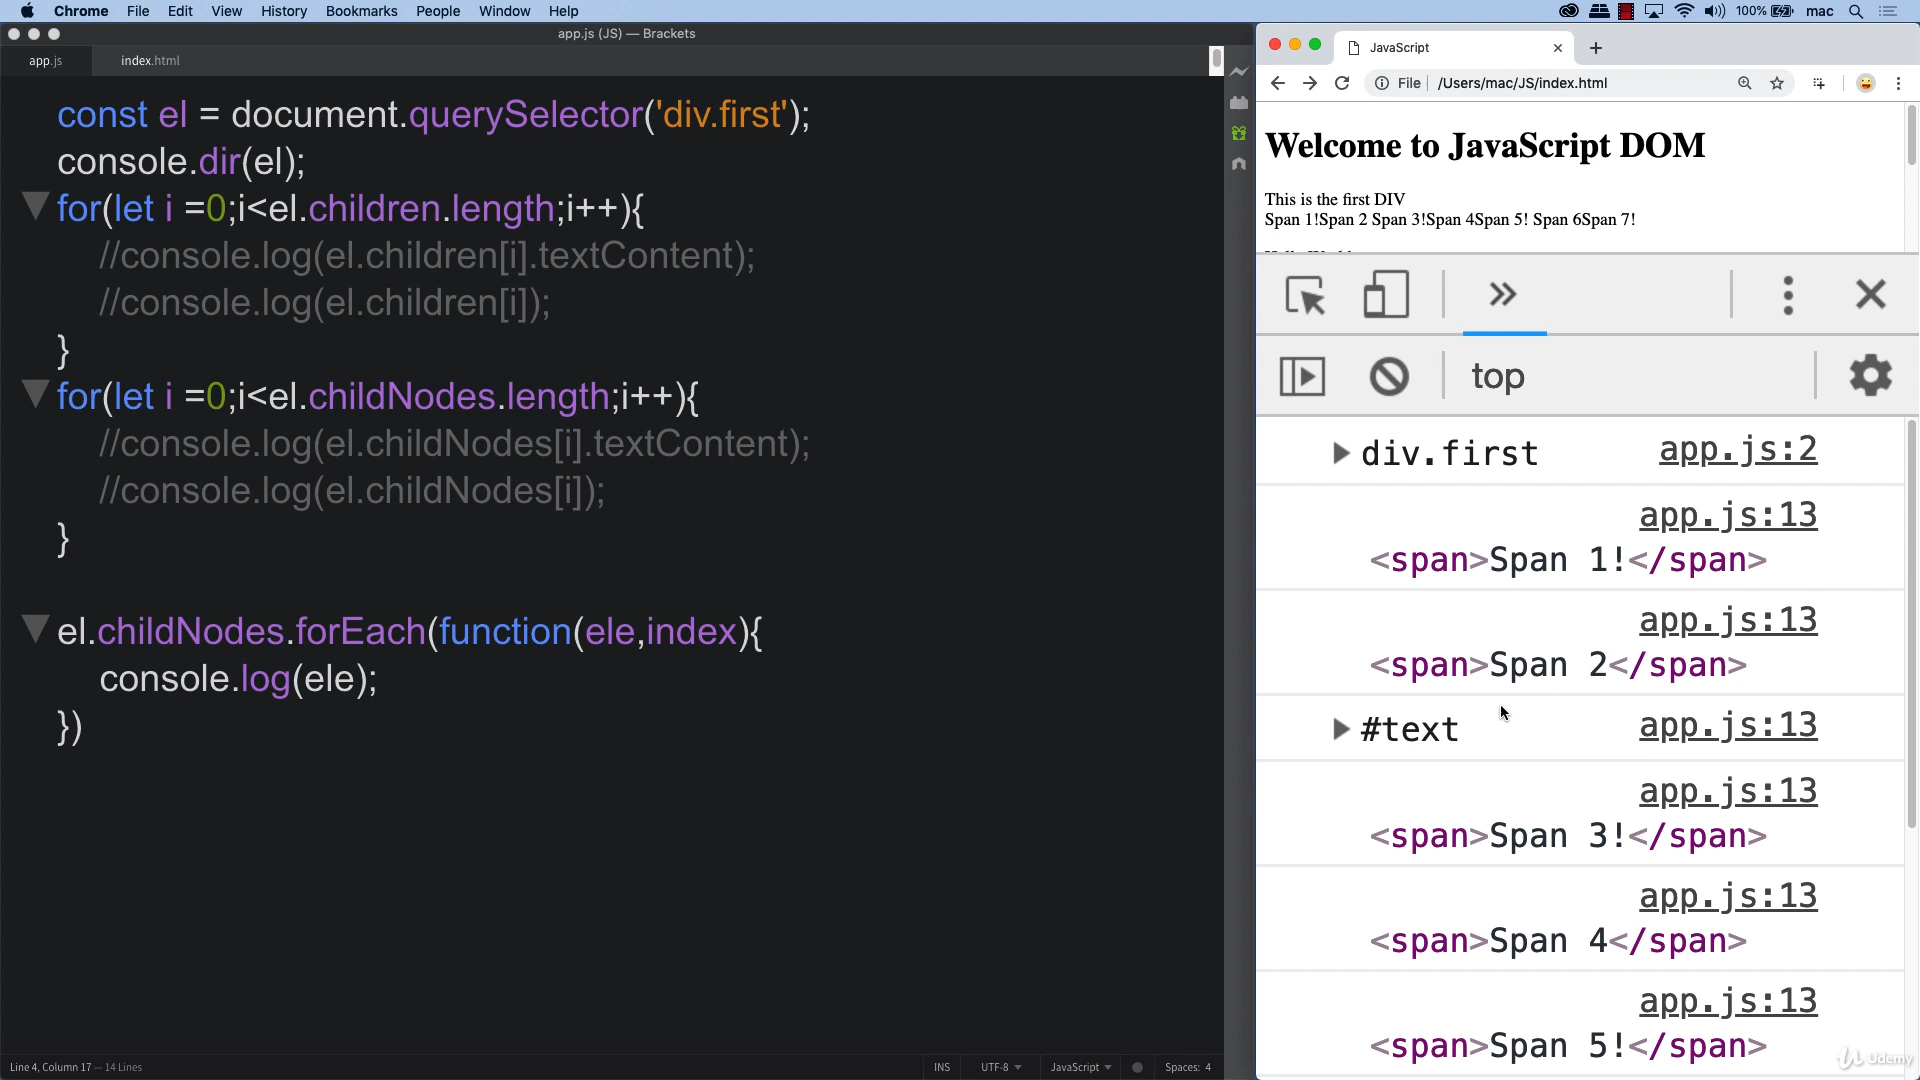 Chrome File Edit View History Bookmarks People Window Help
100% mac
app.js (JS) — Brackets
app.js index.html
const el = document.querySelector('div.first');
console.dir(el);
for(let i =0;i<el.children.length;i++){
//console.log(el.children[i].textContent);
//console.log(el.children[i]);
}
for(let i =0;i<el.childNodes.length;i++){
//console.log(el.childNodes[i].textContent);
//console.log(el.childNodes[i]);
}
el.childNodes.forEach(function(ele,index){
console.log(ele);
})
Line 4, Column 17 — 14 Lines
INS UTF-8 JavaScript Spaces: 4
JavaScript
File /Users/mac/JS/index.html
Welcome to JavaScript DOM
This is the first DIV
Span 1!Span 2 Span 3!Span 4Span 5! Span 6Span 7!
top
div.first app.js:2
app.js:13
<span>Span 1!</span>
app.js:13
<span>Span 2</span>
#text app.js:13
app.js:13
<span>Span 3!</span>
app.js:13
<span>Span 4</span>
app.js:13
<span>Span 5!</span>
Udemy